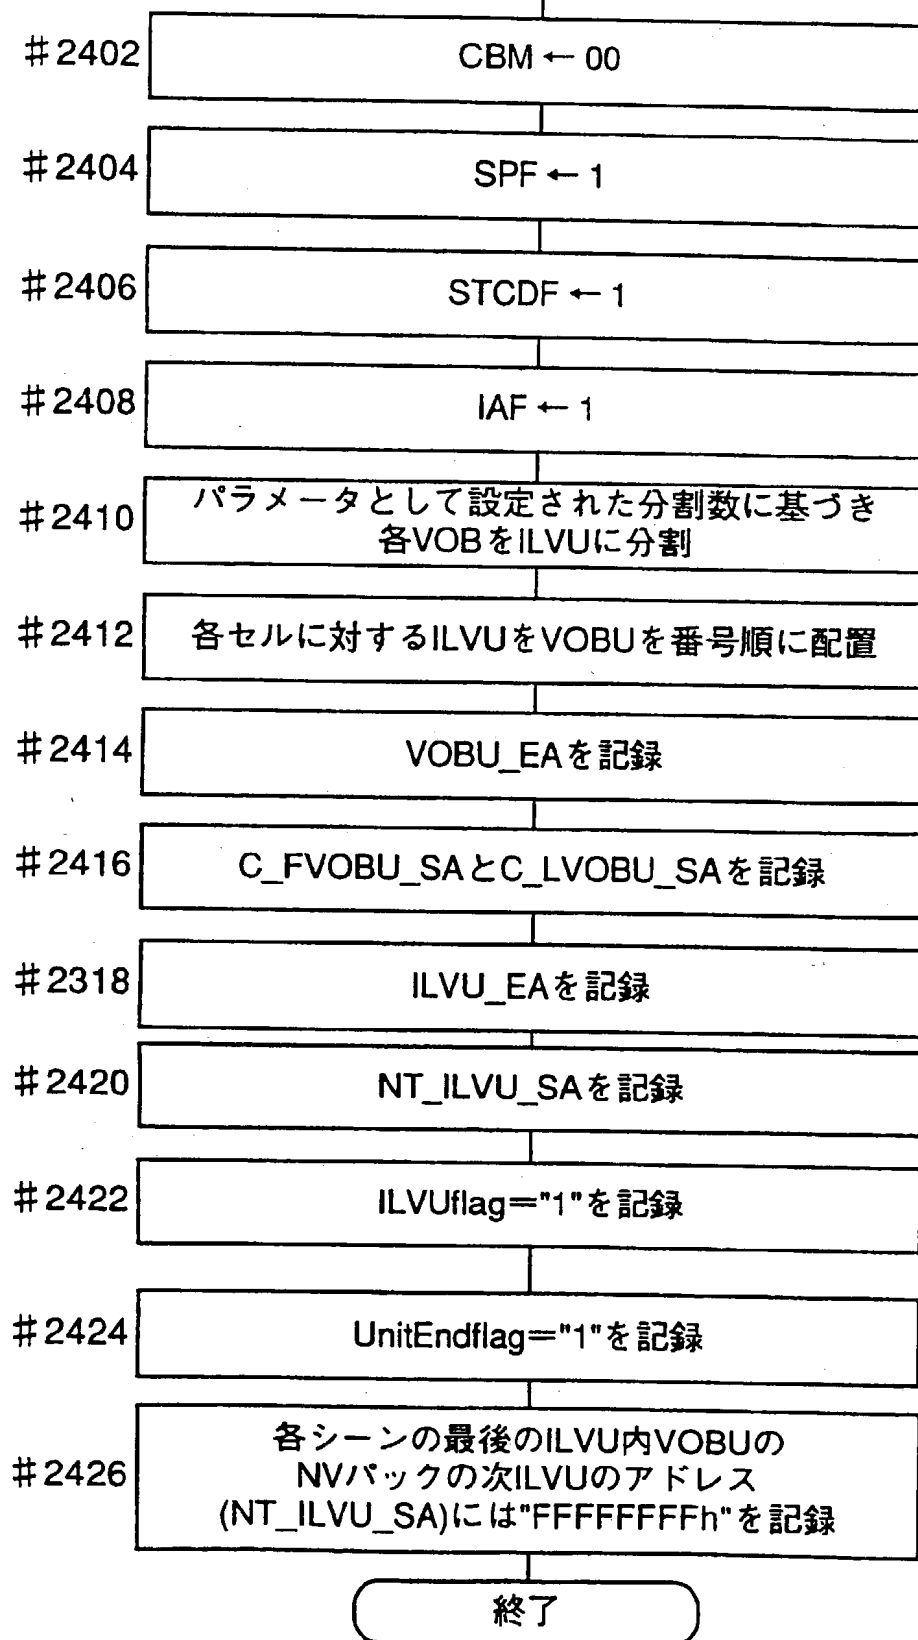 #2402 CBM ← 00
#2404 SPF ← 1
#2406 STCDF ← 1
#2408 IAF ← 1
#2410 パラメータとして設定された分割数に基づき
各VOBをILVUに分割
#2412 各セルに対するILVUをVOBUを番号順に配置
#2414 VOBU_EAを記録
#2416 C_FVOBU_SAとC_LVOBU_SAを記録
#2318 ILVU_EAを記録
#2420 NT_ILVU_SAを記録
#2422 ILVUflag="1"を記録
#2424 UnitEndflag="1"を記録
#2426 各シーンの最後のILVU内VOBUの
NVパックの次ILVUのアドレス
(NT_ILVU_SA)には"FFFFFFFFh"を記録
終了